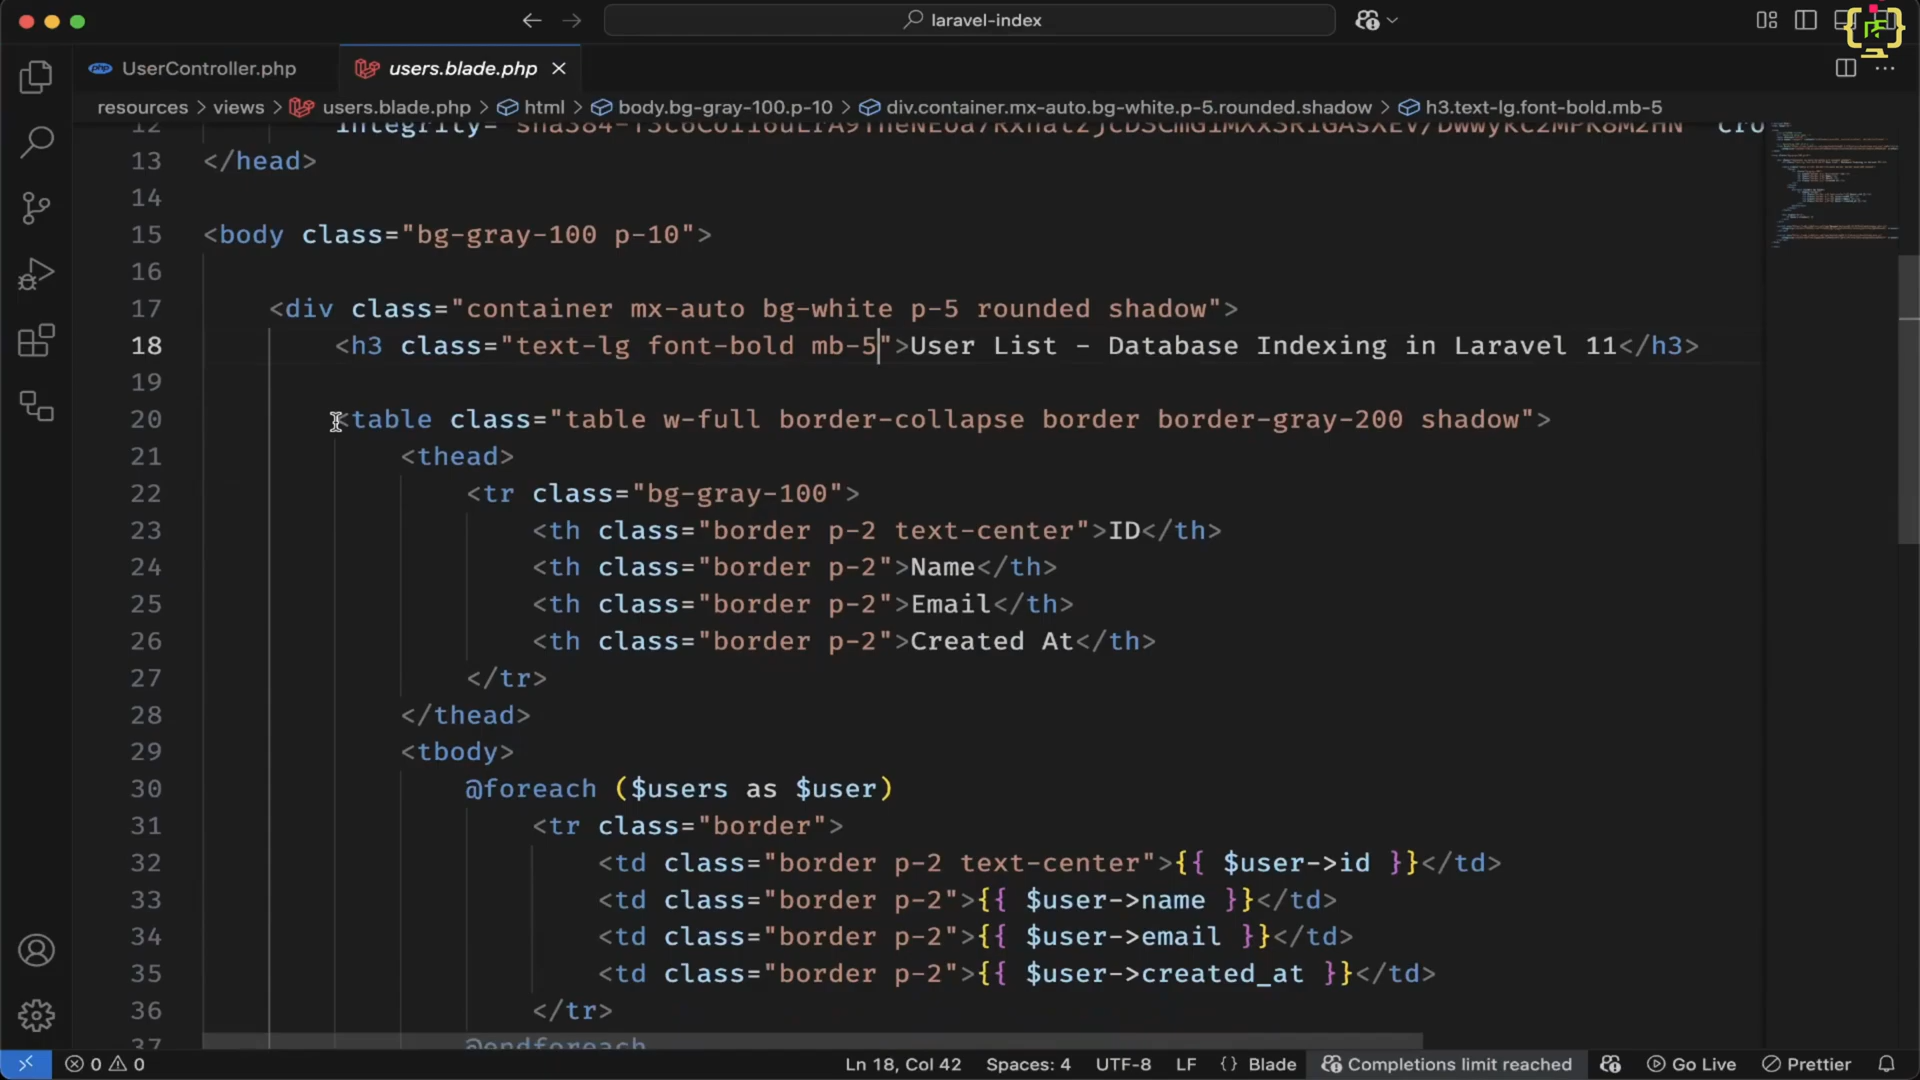 laravel-index
UserController.php
users.blade.php
resources > views > users.blade.php > html > body.bg-gray-100.p-10 > div.container.mx-auto.bg-white.p-5.rounded.shadow > h3.text-lg.font-bold.mb-5
12 integrity=
13 </head>
14
15 <body class="bg-gray-100 p-10">
16
17 <div class="container mx-auto bg-white p-5 rounded shadow">
18 <h3 class="text-lg font-bold mb-5">User List - Database Indexing in Laravel 11</h3>
19
20 <table class="table w-full border-collapse border border-gray-200 shadow">
21 <thead>
22 <tr class="bg-gray-100">
23 <th class="border p-2 text-center">ID</th>
24 <th class="border p-2">Name</th>
25 <th class="border p-2">Email</th>
26 <th class="border p-2">Created At</th>
27 </tr>
28 </thead>
29 <tbody>
30 @foreach ($users as $user)
31 <tr class="border">
32 <td class="border p-2 text-center">{{ $user->id }}</td>
33 <td class="border p-2">{{ $user->name }}</td>
34 <td class="border p-2">{{ $user->email }}</td>
35 <td class="border p-2">{{ $user->created_at }}</td>
36 </tr>
37 @endforeach
0 0 Ln 18, Col 42 Spaces: 4 UTF-8 LF {} Blade Completions limit reached Go Live Prettier